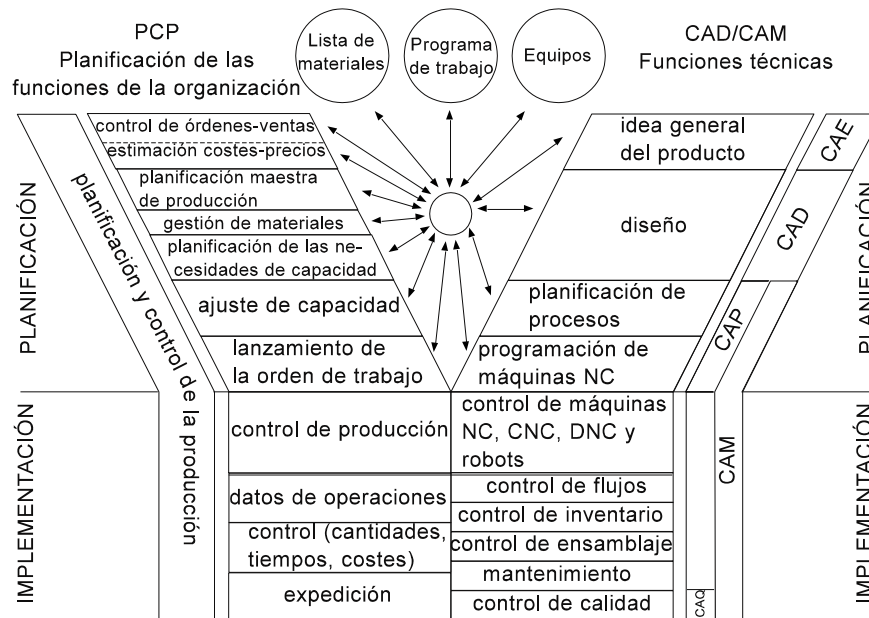 PCP
Planificación de las
funciones de la organización
Lista de
materiales
Programa
de trabajo
Equipos
CAD/CAM
Funciones técnicas
PLANIFICACIÓN
IMPLEMENTACIÓN
planificación y control de la producción
control de órdenes-ventas
estimación costes-precios
planificación maestra
de producción
gestión de materiales
planificación de las ne-
cesidades de capacidad
ajuste de capacidad
lanzamiento de
la orden de trabajo
control de producción
datos de operaciones
control (cantidades,
tiempos, costes)
expedición
idea general
del producto
diseño
planificación de
procesos
programación de
máquinas NC
control de máquinas
NC, CNC, DNC y
robots
control de flujos
control de inventario
control de ensamblaje
mantenimiento
control de calidad
CAE
CAD
CAP
CAM
CAQ
PLANIFICACIÓN
IMPLEMENTACIÓN